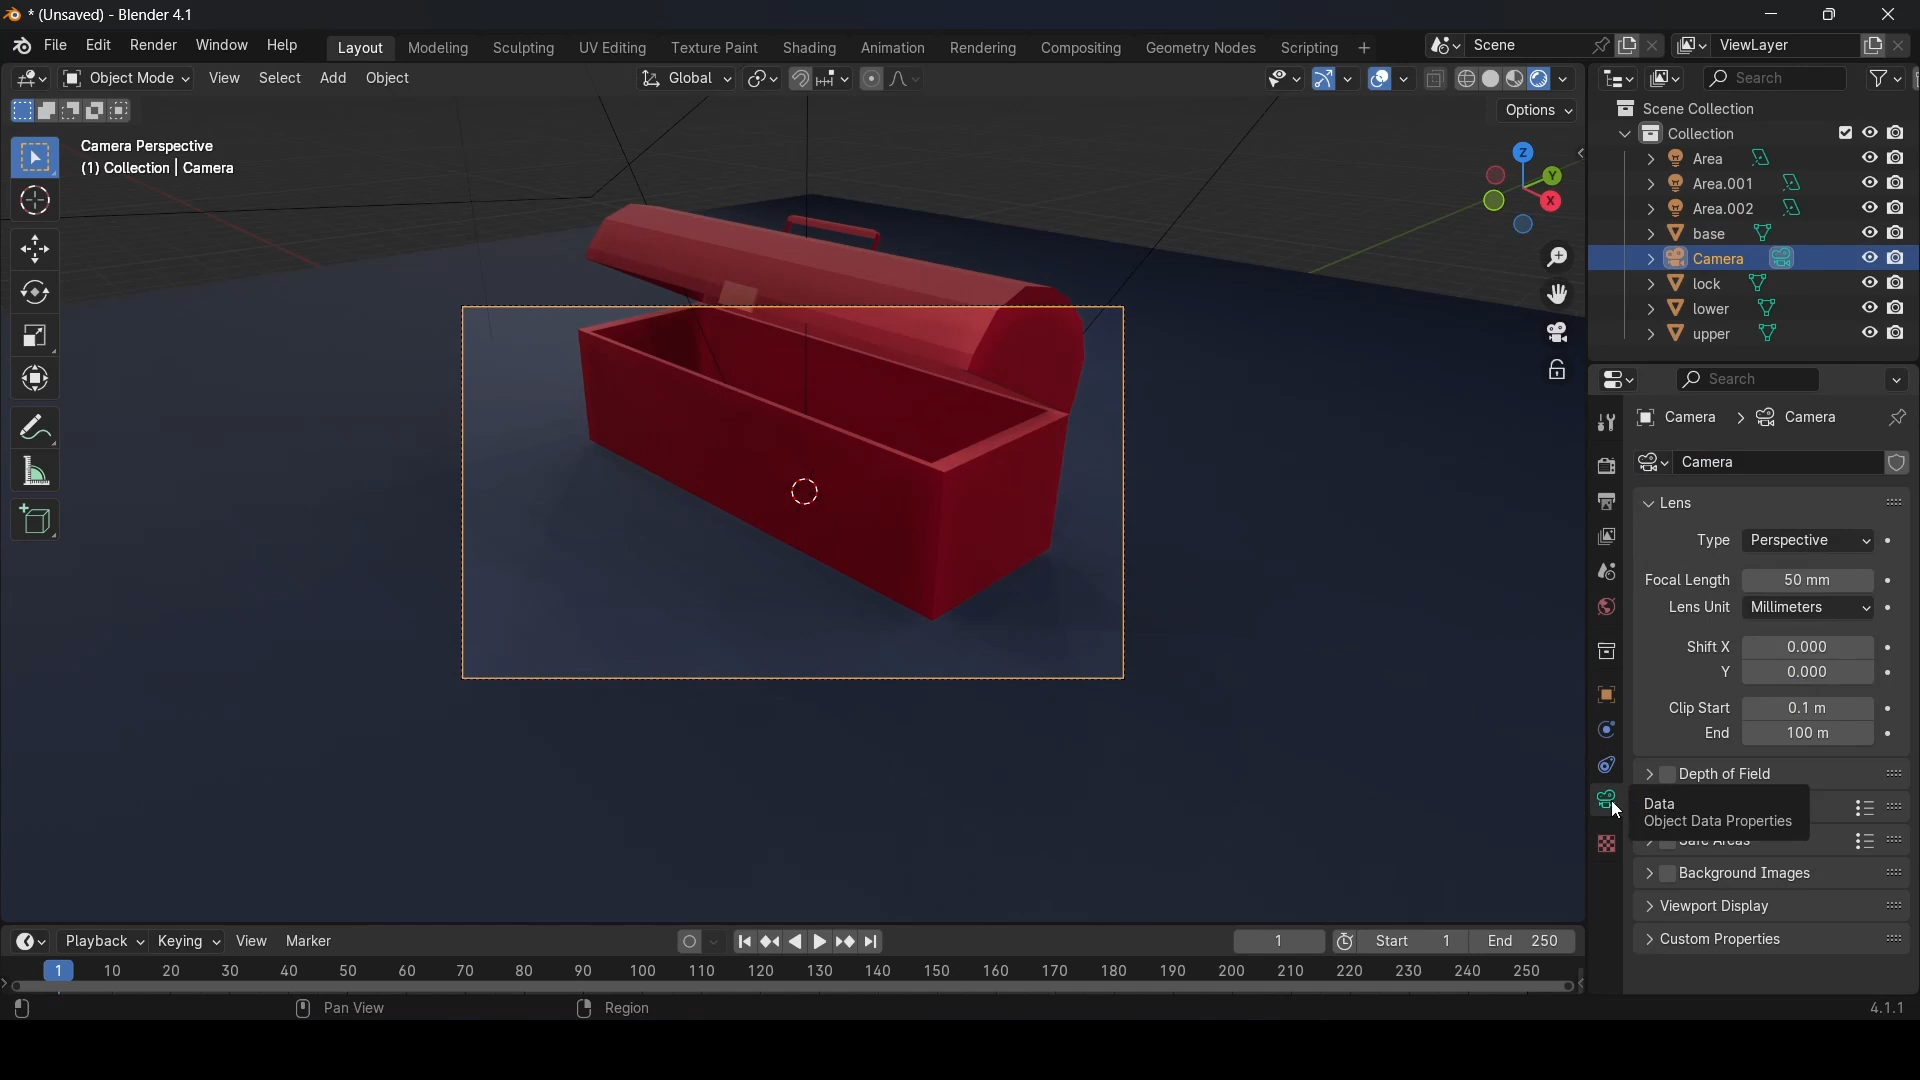 * (Unsaved) - Blender 4.1
File Edit Render Window Help Layout Modeling Sculpting UV Editing Texture Paint Shading Animation Rendering Compositing Geometry Nodes Scripting + Scene ViewLayer
Object Mode View Select Add Object Global Search
Options
Camera Perspective
(1) Collection | Camera
Z
Y
X
Scene Collection
Collection
Area
Area.001
Area.002
base
Camera
lock
lower
upper
Search
Camera > Camera
Camera
Lens
Type Perspective
Focal Length 50 mm
Lens Unit Millimeters
Shift X 0.000
Y 0.000
Clip Start 0.1 m
End 100 m
Depth of Field
Data
Object Data Properties
Safe Areas
Background Images
Viewport Display
Custom Properties
Playback Keying View Marker 1 Start 1 End 250
1 10 20 30 40 50 60 70 80 90 100 110 120 130 140 150 160 170 180 190 200 210 220 230 240 250
Pan View Region 4.1.1